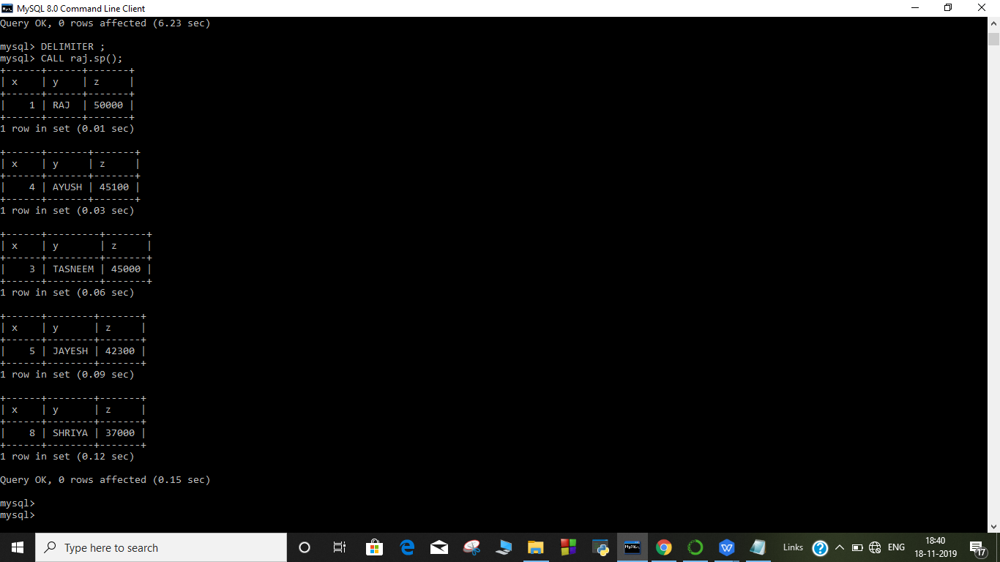 MySQL 8.0 Command Line Client
Query OK, 0 rows affected (6.23 sec)
mysql> DELIMITER ;
mysql> CALL raj.sp();
+------+------+-------+
| x    | y    | z     |
+------+------+-------+
|    1 | RAJ  | 50000 |
+------+------+-------+
1 row in set (0.01 sec)
+------+-------+-------+
| x    | y     | z     |
+------+-------+-------+
|    4 | AYUSH | 45100 |
+------+-------+-------+
1 row in set (0.03 sec)
+------+---------+-------+
| x    | y       | z     |
+------+---------+-------+
|    3 | TASNEEM | 45000 |
+------+---------+-------+
1 row in set (0.06 sec)
+------+--------+-------+
| x    | y      | z     |
+------+--------+-------+
|    5 | JAYESH | 42300 |
+------+--------+-------+
1 row in set (0.09 sec)
+------+--------+-------+
| x    | y      | z     |
+------+--------+-------+
|    8 | SHRIYA | 37000 |
+------+--------+-------+
1 row in set (0.12 sec)
Query OK, 0 rows affected (0.15 sec)
mysql>
mysql>
Type here to search
Links
ENG
18:40
18-11-2019
17